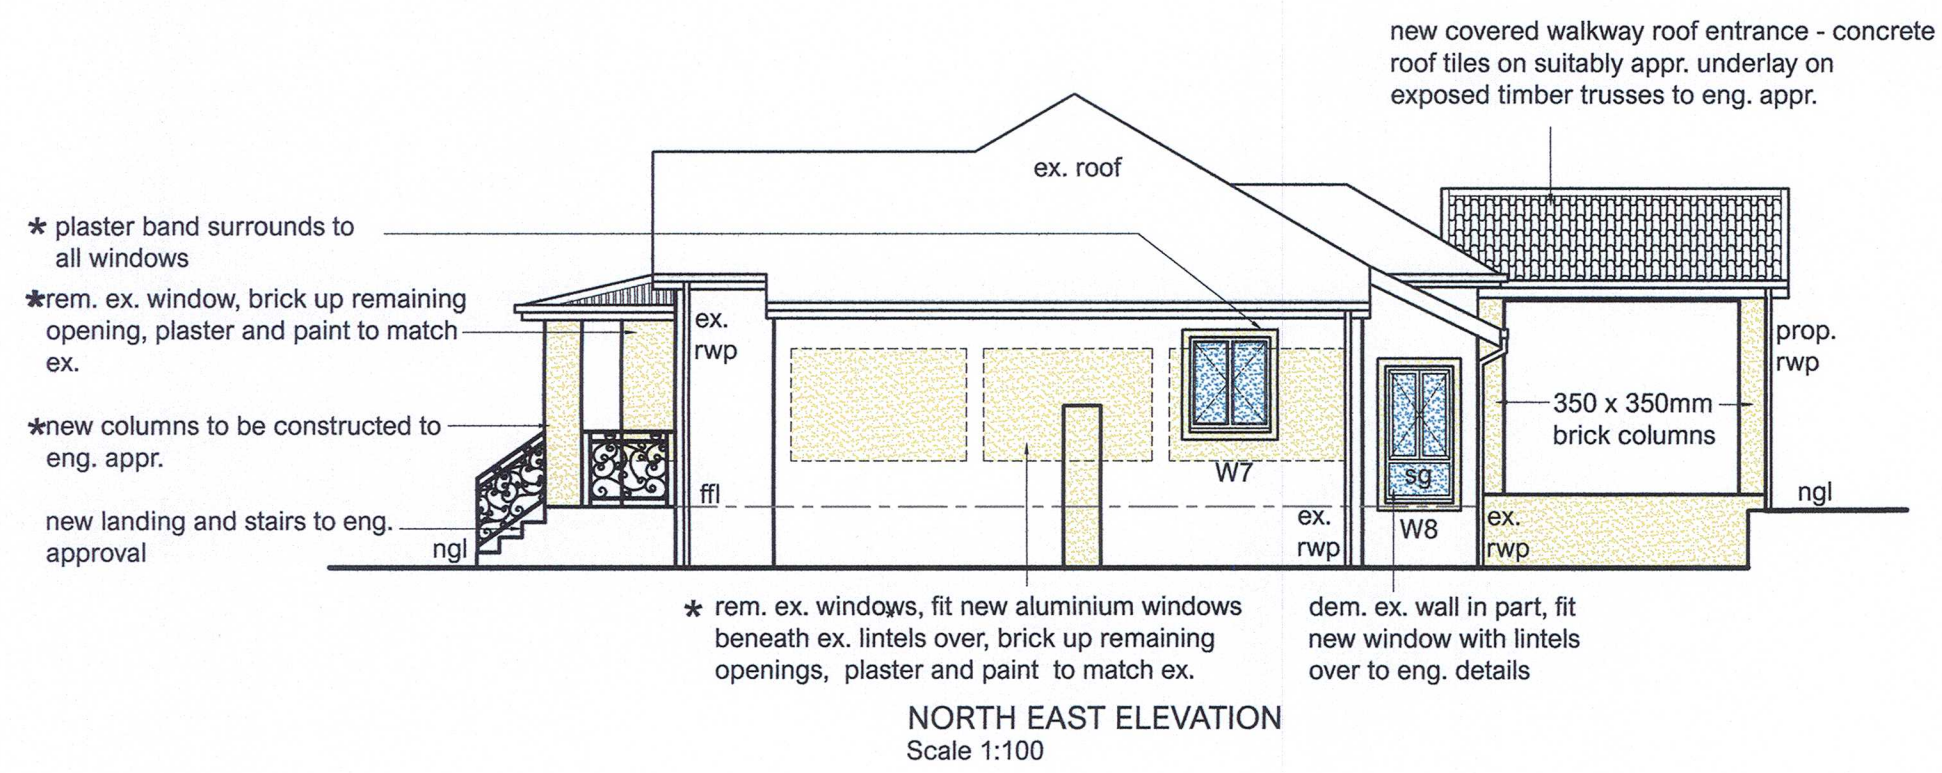 new covered walkway roof entrance - concrete
roof tiles on suitably appr. underlay on
exposed timber trusses to eng. appr.
ex. roof
* plaster band surrounds to
all windows
*rem. ex. window, brick up remaining
opening, plaster and paint to match
ex.
*new columns to be constructed to
eng. appr.
new landing and stairs to eng.
approval
ngl
ex.
rwp
ffl
W7
ex.
rwp
sg
W8
ex.
rwp
350 x 350mm
brick columns
prop.
rwp
ngl
* rem. ex. windows, fit new aluminium windows
beneath ex. lintels over, brick up remaining
openings, plaster and paint to match ex.
dem. ex. wall in part, fit
new window with lintels
over to eng. details
NORTH EAST ELEVATION
Scale 1:100